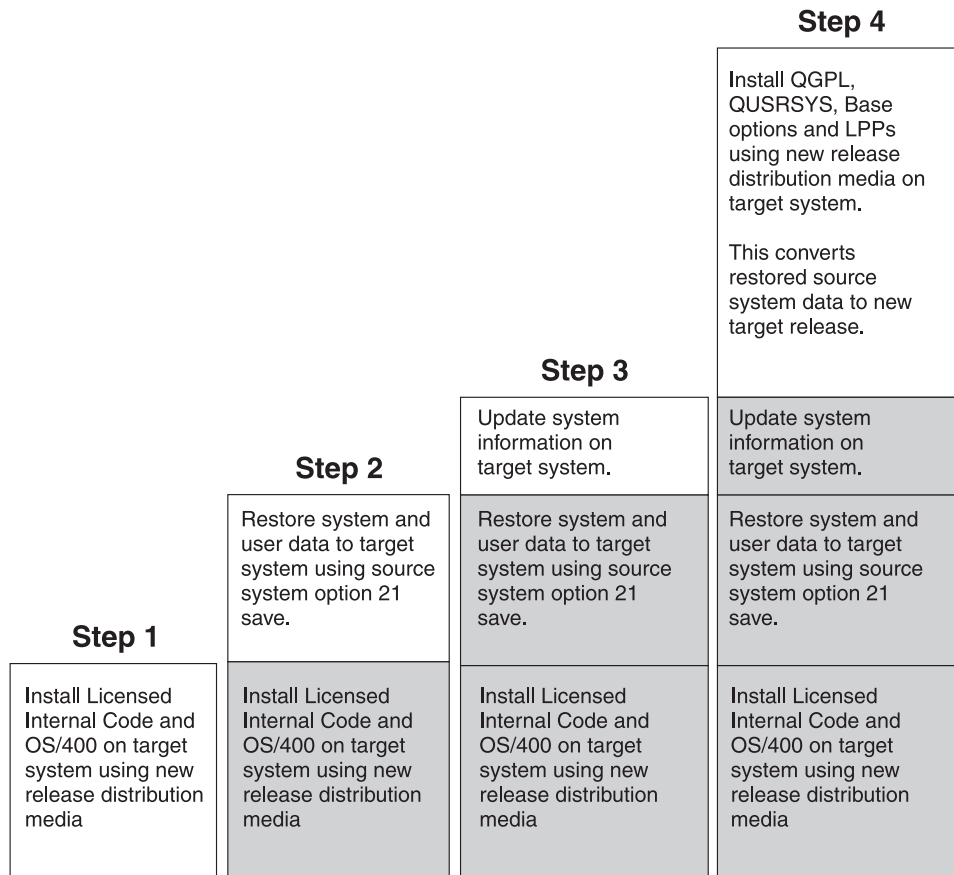 Step 4
Install QGPL,
QUSRSYS, Base
options and LPPs
using new release
distribution media on
target system.
This converts
restored source
system data to new
target release.
Step 3
Update system
information on
target system.
Update system
information on
target system.
Step 2
Restore system and
user data to target
system using source
system option 21
save.
Restore system and
user data to target
system using source
system option 21
save.
Restore system and
user data to target
system using source
system option 21
save.
Step 1
Install Licensed
Internal Code and
OS/400 on target
system using new
release distribution
media
Install Licensed
Internal Code and
OS/400 on target
system using new
release distribution
media
Install Licensed
Internal Code and
OS/400 on target
system using new
release distribution
media
Install Licensed
Internal Code and
OS/400 on target
system using new
release distribution
media